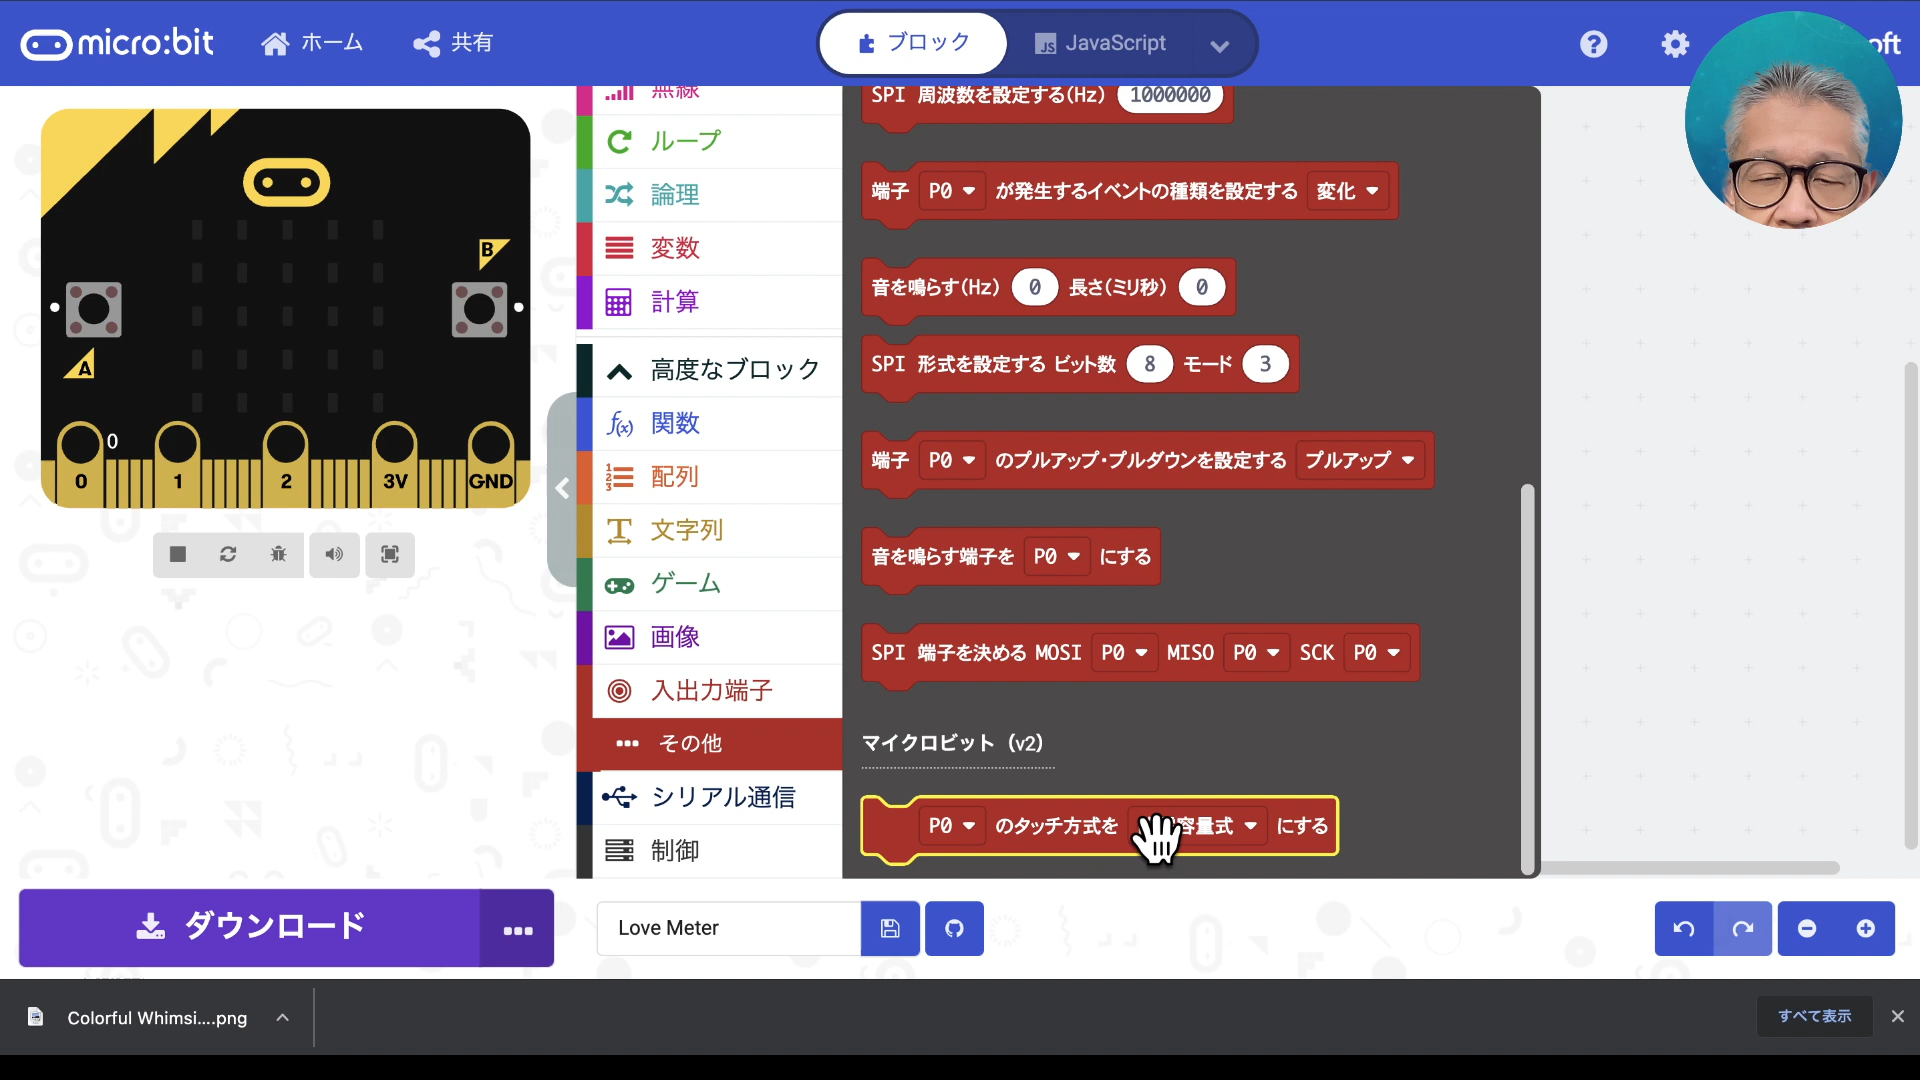 micro:bit
ホーム
共有
ブロック
JS JavaScript
oft
無線
ループ
論理
変数
計算
高度なブロック
関数
配列
文字列
ゲーム
画像
入出力端子
その他
シリアル通信
制御
SPI 周波数を設定する(Hz) 1000000
端子 P0 が発生するイベントの種類を設定する 変化
音を鳴らす(Hz) 0 長さ(ミリ秒) 0
SPI 形式を設定する ビット数 8 モード 3
端子 P0 のプルアップ・プルダウンを設定する プルアップ
音を鳴らす端子を P0 にする
SPI 端子を決める MOSI P0 MISO P0 SCK P0
マイクロビット (v2)
P0 のタッチ方式を 容量式 にする
B
A
0
0 1 2 3V GND
ダウンロード
Love Meter
Colorful Whimsi....png
すべて表示